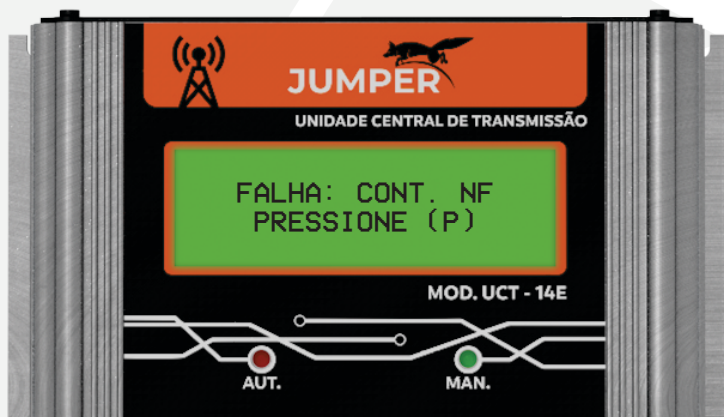 JUMPER
UNIDADE CENTRAL DE TRANSMISSÃO
FALHA: CONT. NF
PRESSIONE (P)
MOD. UCT - 14E
AUT.
MAN.